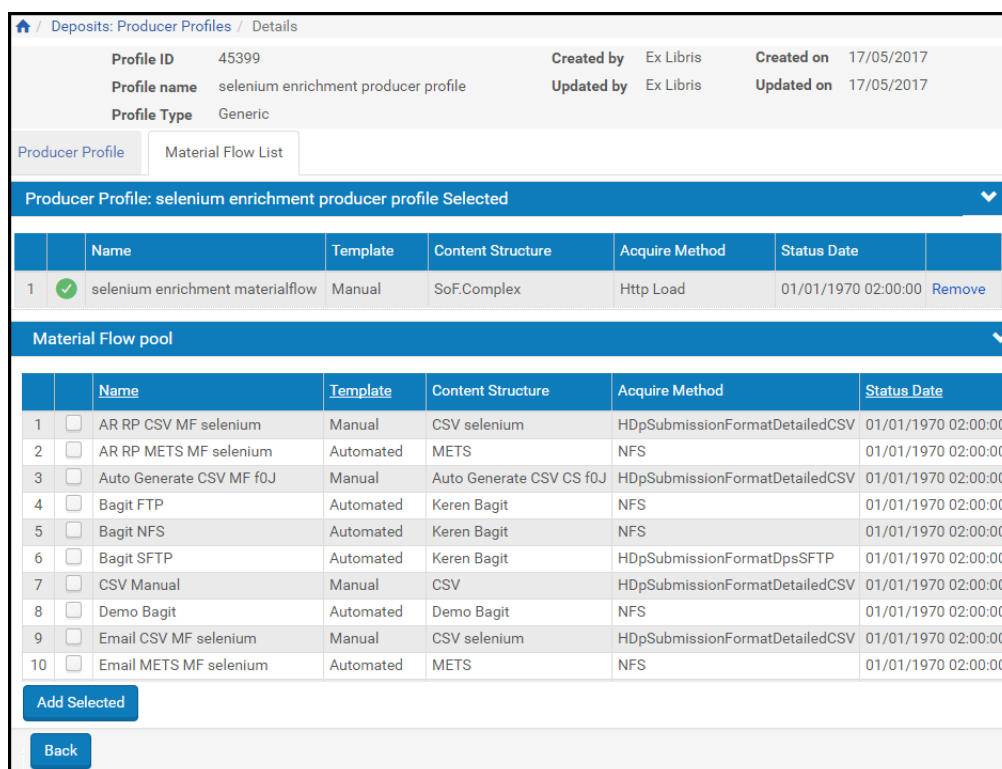 / Deposits: Producer Profiles / Details
Profile ID 45399 Created by Ex Libris Created on 17/05/2017
Profile name selenium enrichment producer profile Updated by Ex Libris Updated on 17/05/2017
Profile Type Generic
Producer Profile Material Flow List
Producer Profile: selenium enrichment producer profile Selected
Name Template Content Structure Acquire Method Status Date
1 selenium enrichment materialflow Manual SoF.Complex Http Load 01/01/1970 02:00:00 Remove
Material Flow pool
Name Template Content Structure Acquire Method Status Date
1 AR RP CSV MF selenium Manual CSV selenium HDpSubmissionFormatDetailedCSV 01/01/1970 02:00:00
2 AR RP METS MF selenium Automated METS NFS 01/01/1970 02:00:00
3 Auto Generate CSV MF f0J Manual Auto Generate CSV CS f0J HDpSubmissionFormatDetailedCSV 01/01/1970 02:00:00
4 Bagit FTP Automated Keren Bagit NFS 01/01/1970 02:00:00
5 Bagit NFS Automated Keren Bagit NFS 01/01/1970 02:00:00
6 Bagit SFTP Automated Keren Bagit HDpSubmissionFormatDpsSFTP 01/01/1970 02:00:00
7 CSV Manual Manual CSV HDpSubmissionFormatDetailedCSV 01/01/1970 02:00:00
8 Demo Bagit Automated Demo Bagit NFS 01/01/1970 02:00:00
9 Email CSV MF selenium Manual CSV selenium HDpSubmissionFormatDetailedCSV 01/01/1970 02:00:00
10 Email METS MF selenium Automated METS NFS 01/01/1970 02:00:00
Add Selected
Back